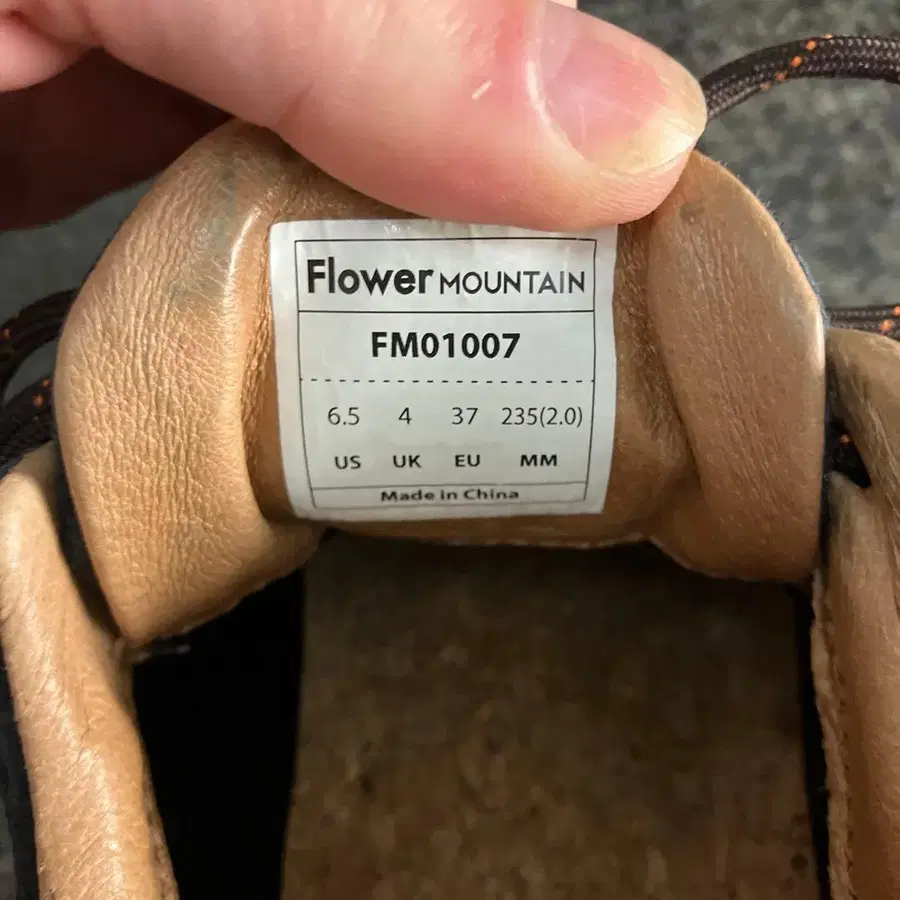 Flower MOUNTAIN
FM01007
6.5 4 37 235(2.0)
US UK EU MM
Made in China